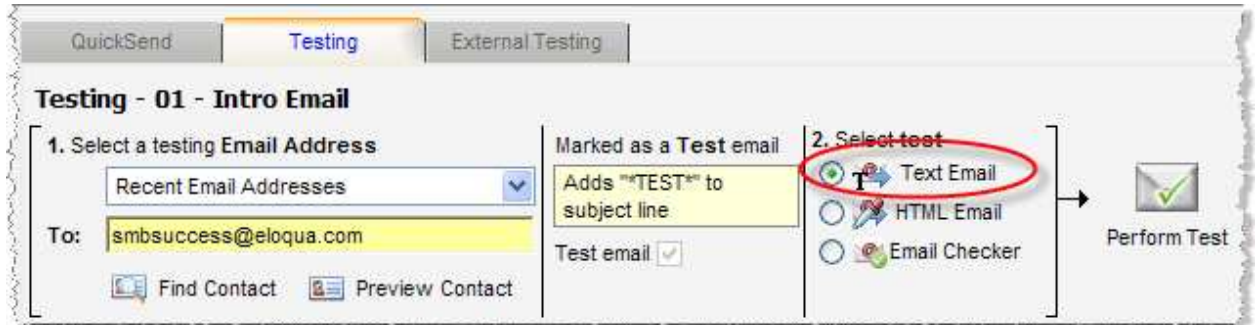 QuickSend
Testing
External Testing
Testing - 01 - Intro Email
1. Select a testing Email Address
Recent Email Addresses
To: smbsuccess@eloqua.com
Find Contact
Preview Contact
Marked as a Test email
Adds "*TEST*" to
subject line
Test email
2. Select test
T Text Email
HTML Email
Email Checker
Perform Test